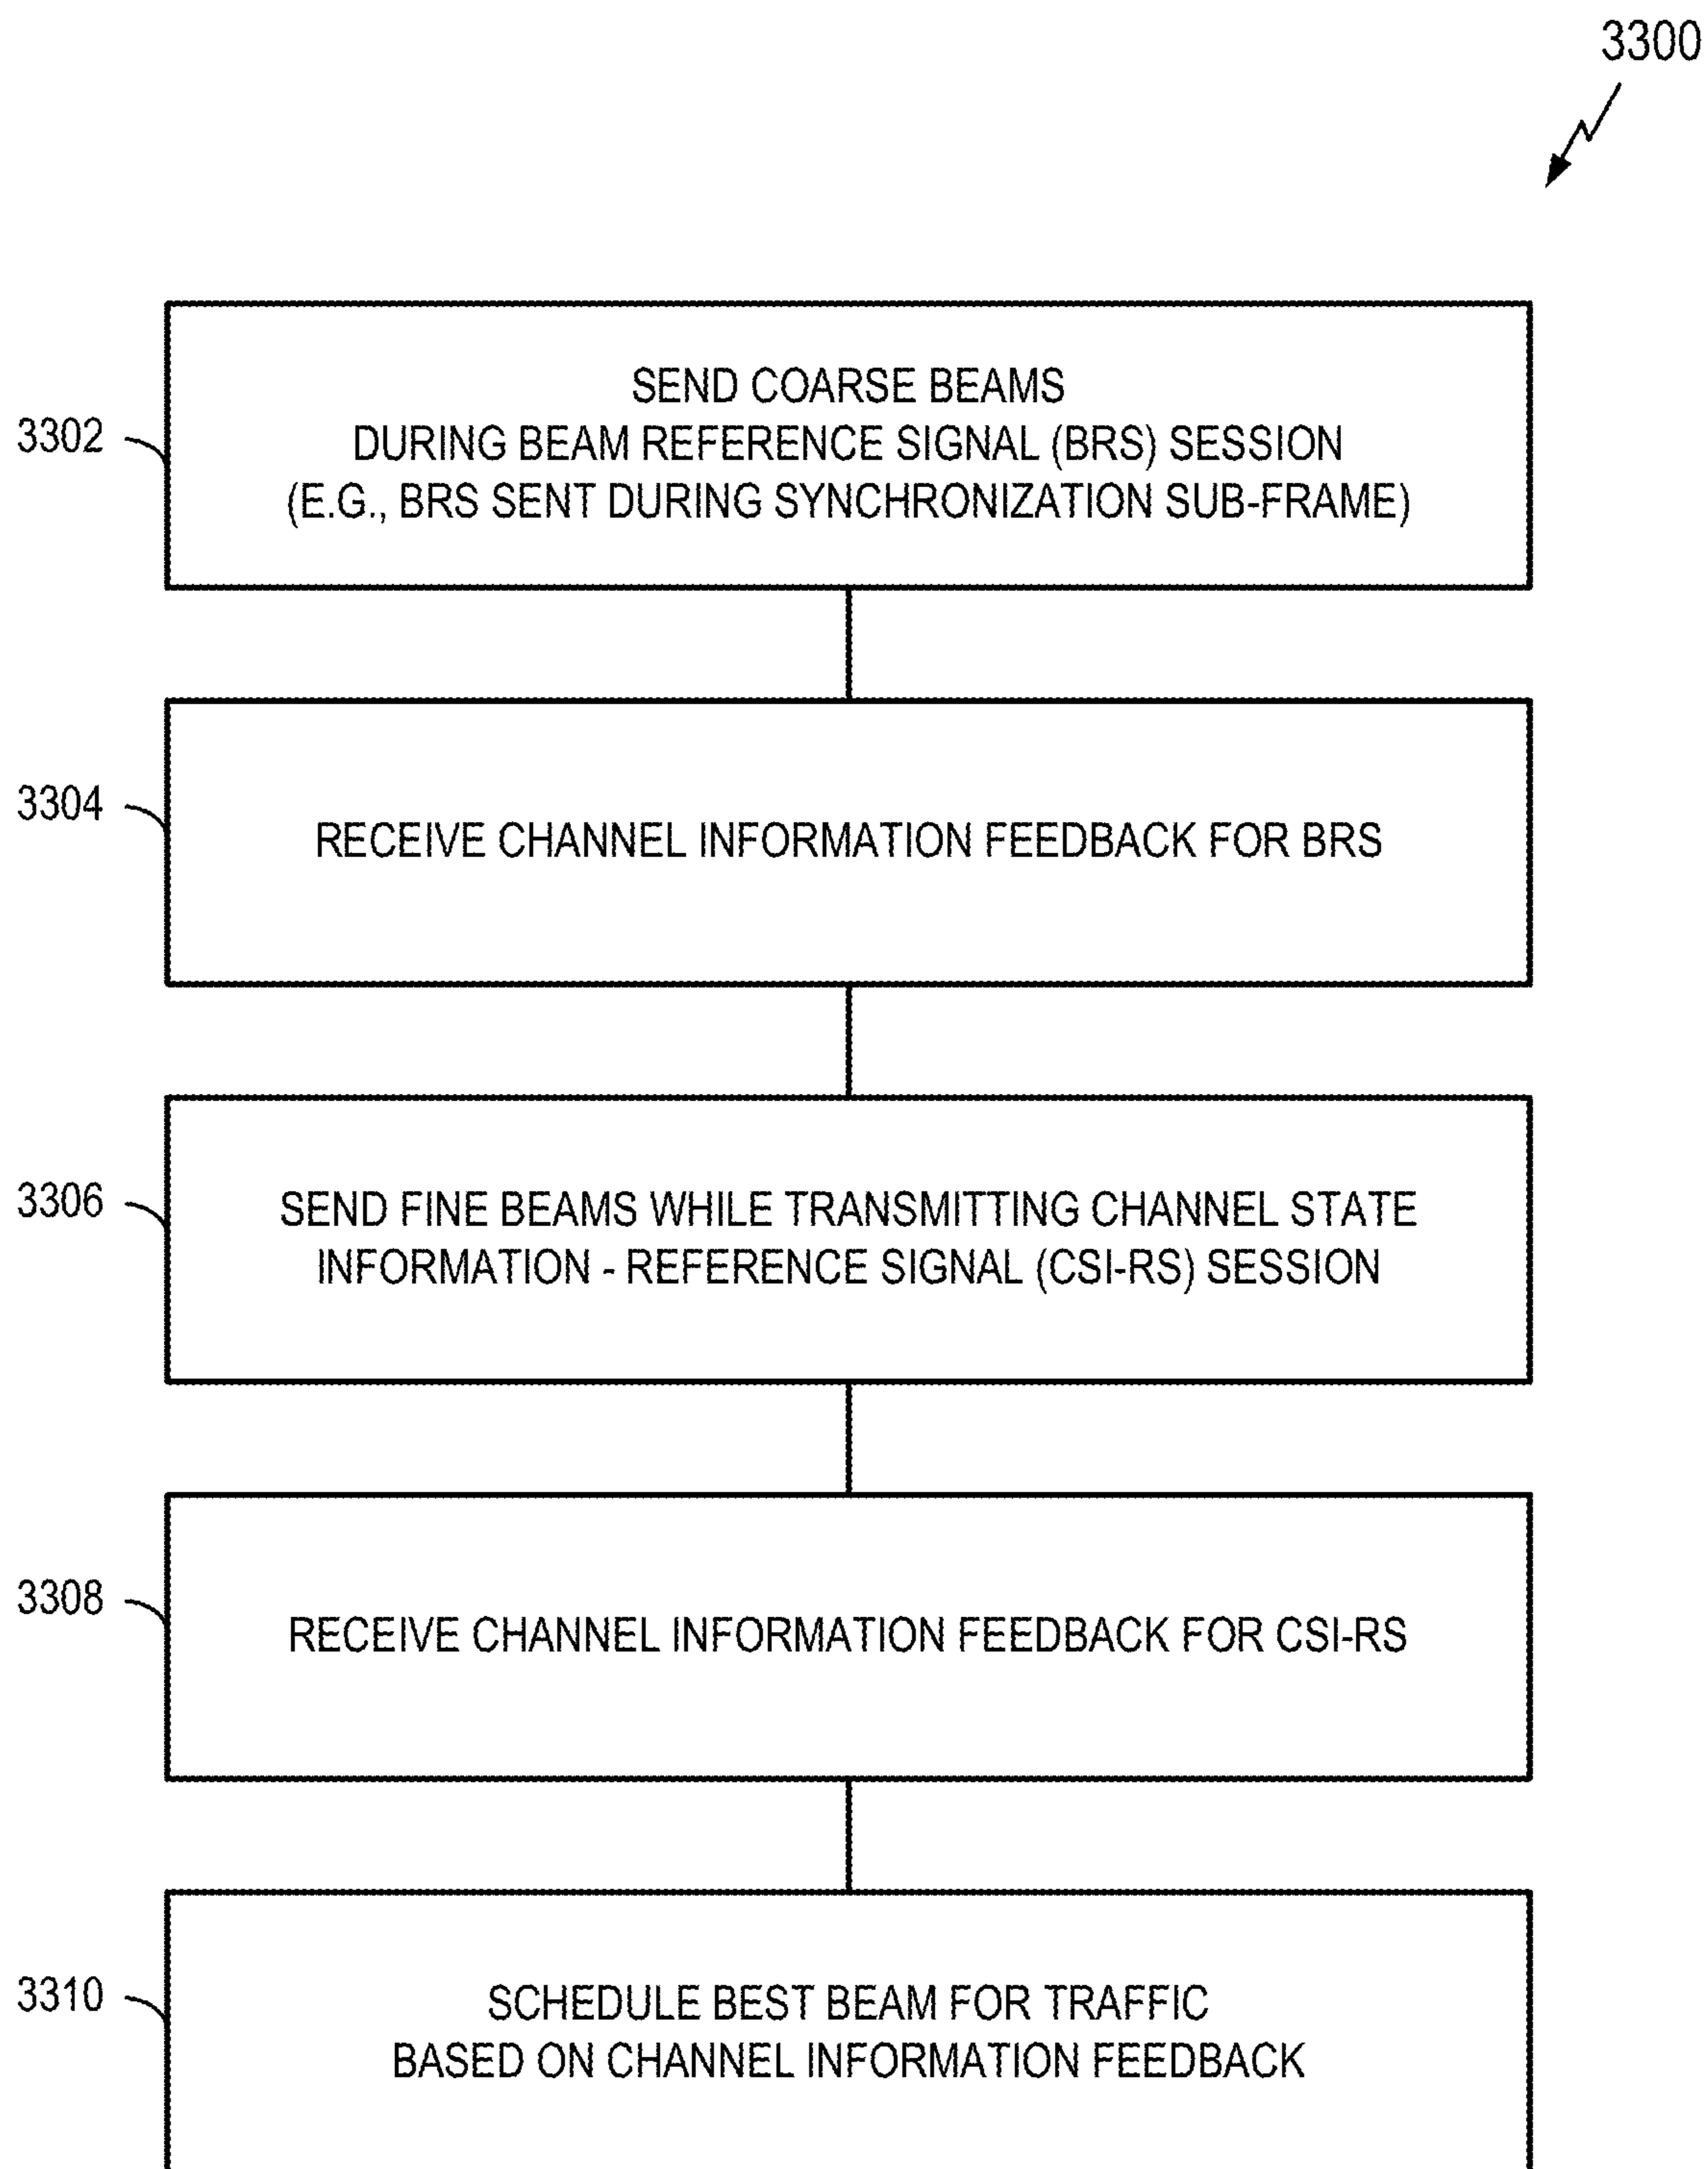 3300
3302
SEND COARSE BEAMS
DURING BEAM REFERENCE SIGNAL (BRS) SESSION
(E.G., BRS SENT DURING SYNCHRONIZATION SUB-FRAME)
3304
RECEIVE CHANNEL INFORMATION FEEDBACK FOR BRS
3306
SEND FINE BEAMS WHILE TRANSMITTING CHANNEL STATE
INFORMATION - REFERENCE SIGNAL (CSI-RS) SESSION
3308
RECEIVE CHANNEL INFORMATION FEEDBACK FOR CSI-RS
3310
SCHEDULE BEST BEAM FOR TRAFFIC
BASED ON CHANNEL INFORMATION FEEDBACK